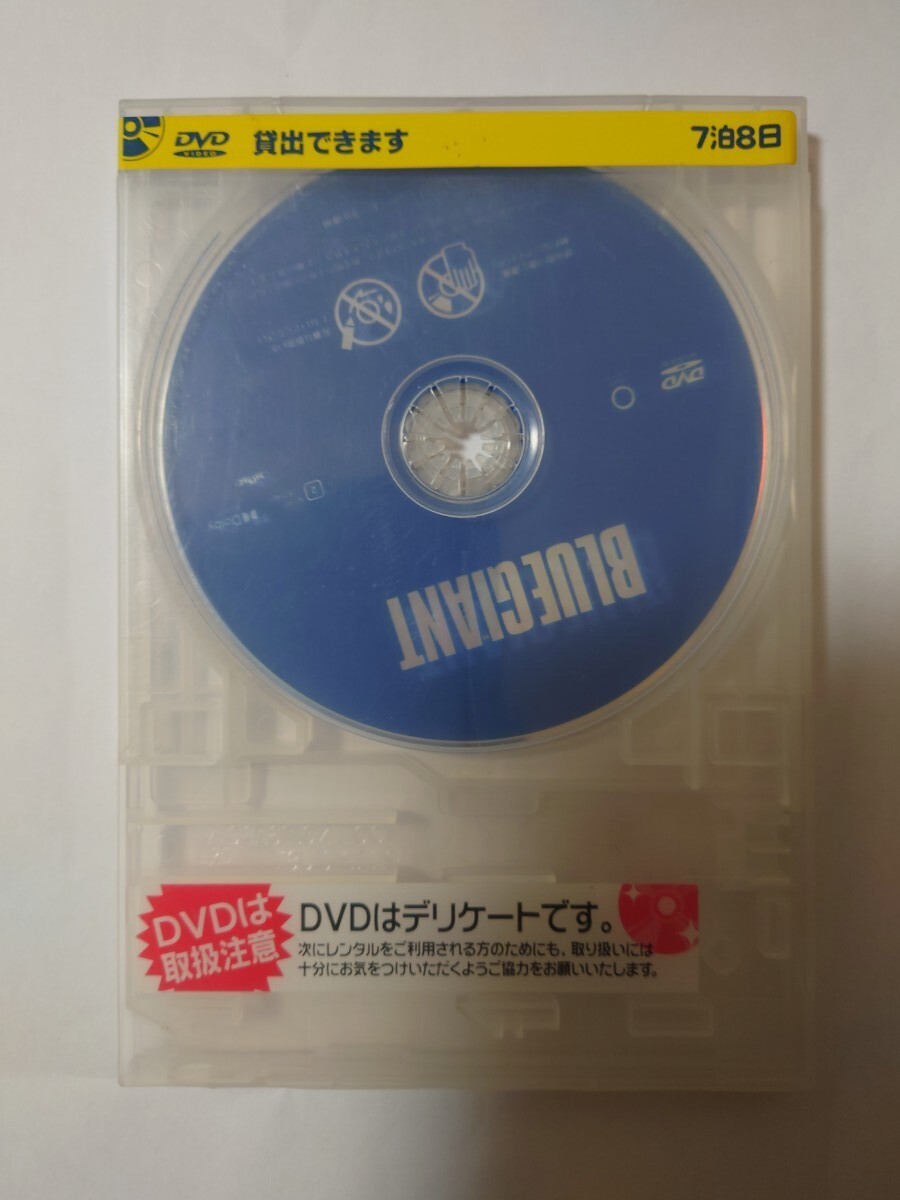 DVD VIDEO 貸出できます 7泊8日
DVD
2
Dolby
BLUE GIANT
DVDは
取扱注意
DVDはデリケートです。
次にレンタルをご利用される方のためにも、取り扱いには
十分にお気をつけいただくようご協力をお願いいたします。